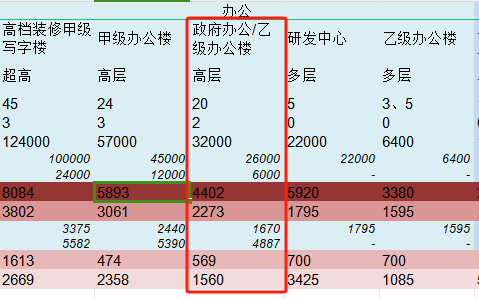 办公
高档装修甲级写字楼 甲级办公楼 政府办公/乙级办公楼 研发中心 乙级办公楼
超高 高层 高层 多层 多层
45 24 20 5 3、5
3 3 2 0 0
124000 57000 32000 22000 6400
100000 45000 26000 22000 6400
24000 12000 6000 - -
8084 5893 4402 5920 3380
3802 3061 2273 1795 1595
3375 2440 1670 1795 1595
5582 5390 4887 - -
1613 474 569 700 700
2669 2358 1560 3425 1085